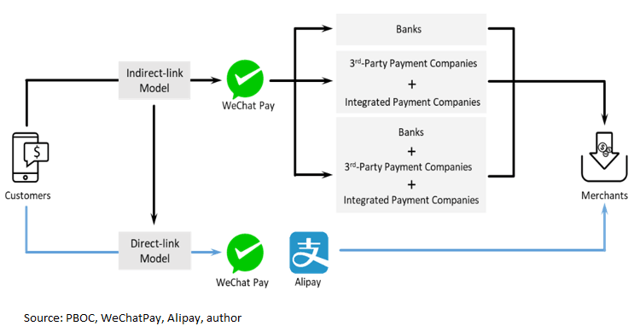 Banks
Indirect-link
Model
WeChat Pay
3rd-Party Payment Companies
+
Integrated Payment Companies
$
Banks
+
3rd-Party Payment Companies
+
Integrated Payment Companies
Customers
Merchants
Direct-link
Model
WeChat Pay
支
Alipay
Source: PBOC, WeChatPay, Alipay, author